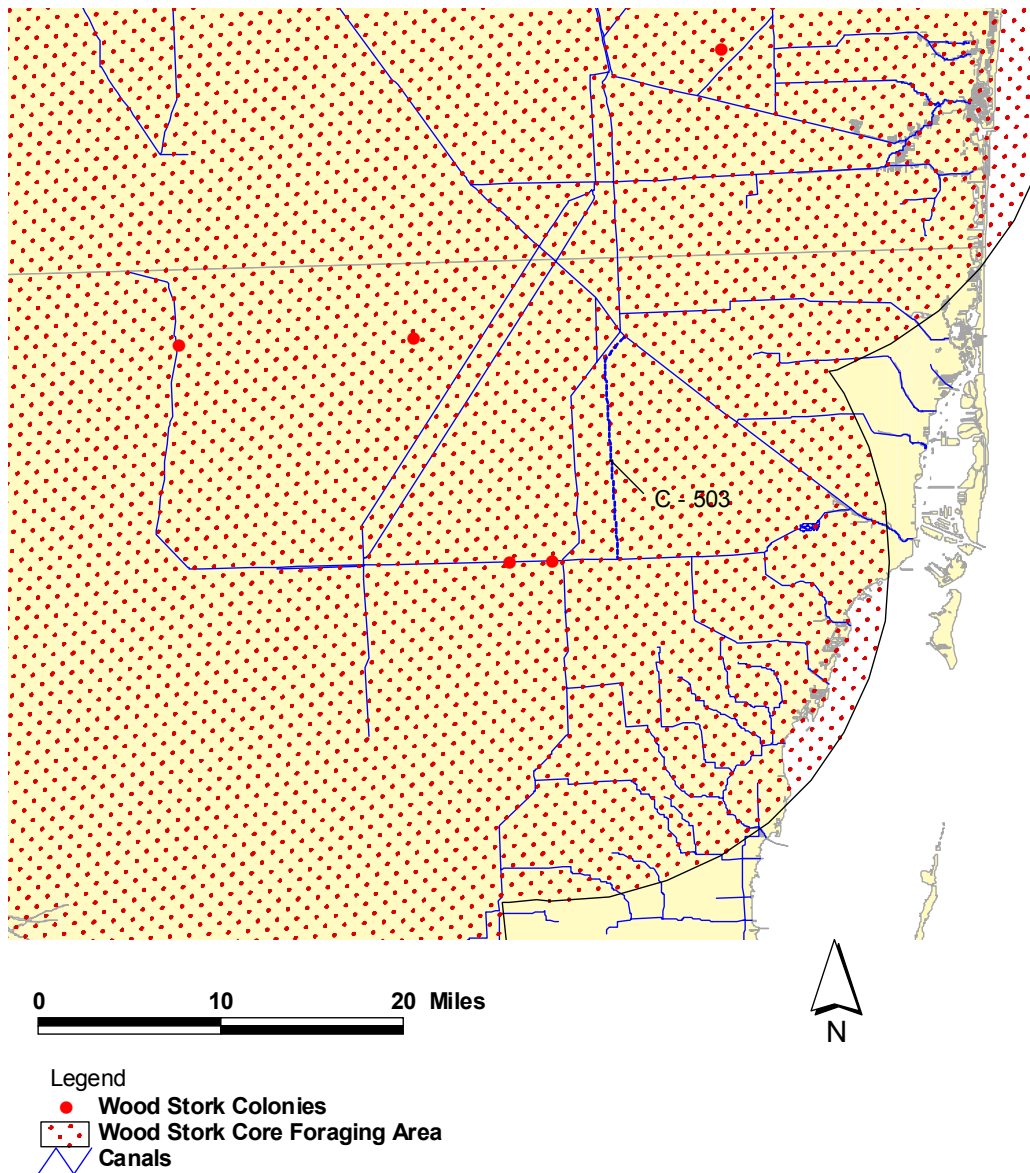 C - 503
0 10 20 Miles
N
Legend
Wood Stork Colonies
Wood Stork Core Foraging Area
Canals